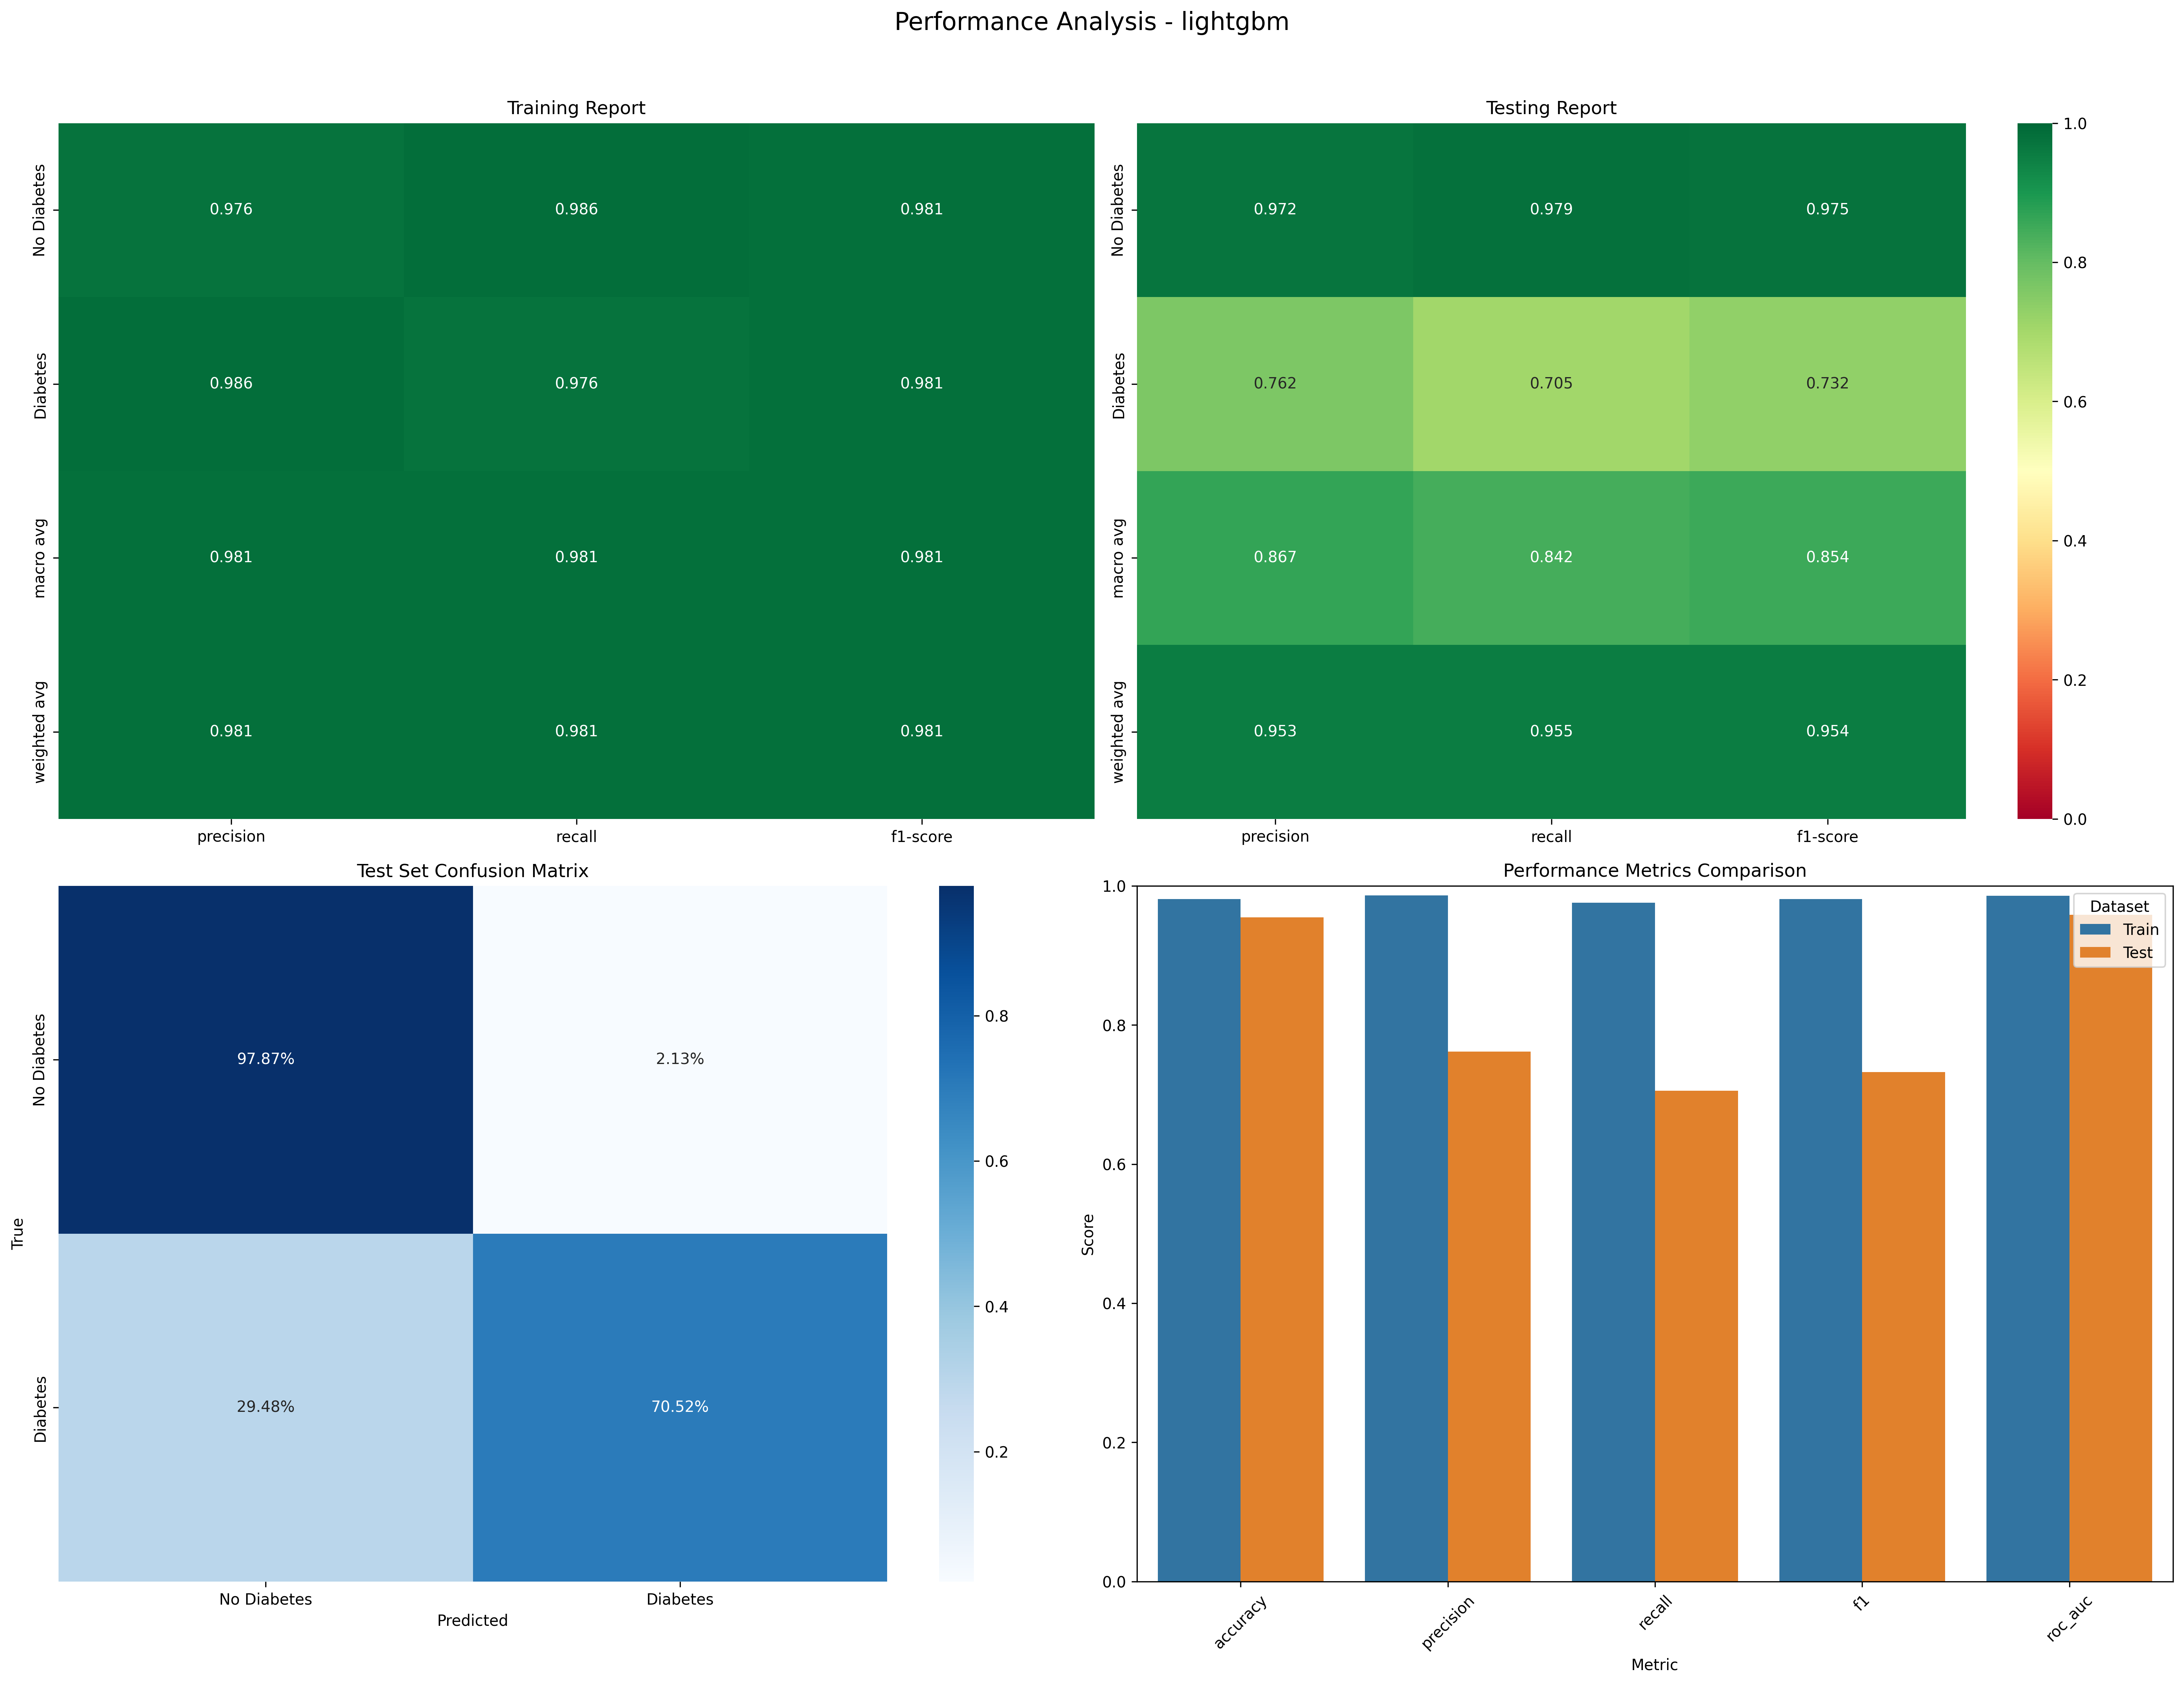 Performance Analysis - lightgbm
Training Report
No Diabetes
0.976 0.986 0.981
Diabetes
0.986 0.976 0.981
macro avg
0.981 0.981 0.981
weighted avg
0.981 0.981 0.981
precision recall f1-score
Testing Report
No Diabetes
0.972 0.979 0.975
Diabetes
0.762 0.705 0.732
macro avg
0.867 0.842 0.854
weighted avg
0.953 0.955 0.954
precision recall f1-score
1.0
0.8
0.6
0.4
0.2
0.0
Test Set Confusion Matrix
True
No Diabetes
97.87% 2.13%
Diabetes
29.48% 70.52%
No Diabetes Diabetes
Predicted
0.8
0.6
0.4
0.2
Performance Metrics Comparison
Score
1.0
0.8
0.6
0.4
0.2
0.0
Dataset
Train
Test
accuracy precision recall f1 roc_auc
Metric